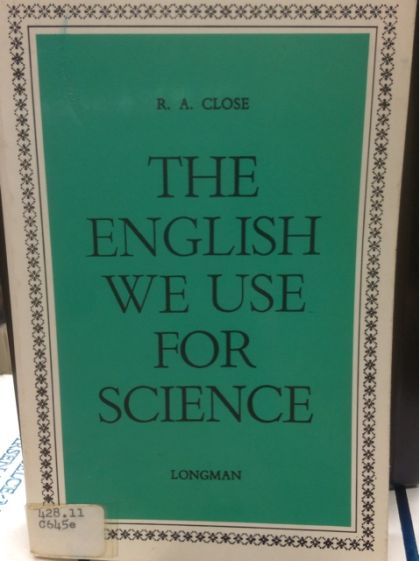 R. A. CLOSE
THE
ENGLISH
WE USE
FOR
SCIENCE
LONGMAN
428.11
C645e